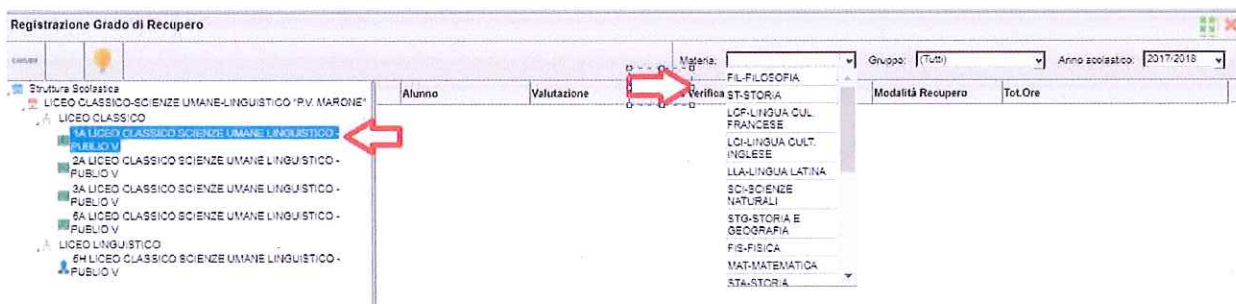 Registrazione Grado di Recupero
Materia: Gruppo: (Tutti) Anno scolastico: 2017/2018
Struttura Scolastica
LICEO CLASSICO-SCIENZE UMANE-LINGUISTICO "P.V. MARONE"
LICEO CLASSICO
1A LICEO CLASSICO SCIENZE UMANE LINGUISTICO -
PUBLIO V
2A LICEO CLASSICO SCIENZE UMANE LINGUISTICO -
PUBLIO V
3A LICEO CLASSICO SCIENZE UMANE LINGUISTICO -
PUBLIO V
5A LICEO CLASSICO SCIENZE UMANE LINGUISTICO -
PUBLIO V
LICEO LINGUISTICO
5H LICEO CLASSICO SCIENZE UMANE LINGUISTICO -
PUBLIO V
Alunno Valutazione Verifica Modalità Recupero Tot.Ore
FIL-FILOSOFIA
ST-STORIA
LCF-LINGUA CUL.
FRANCESE
LCI-LINGUA CULT.
INGLESE
LLA-LINGUA LATINA
SCI-SCIENZE
NATURALI
STG-STORIA E
GEOGRAFIA
FIS-FISICA
MAT-MATEMATICA
STA-STORIA